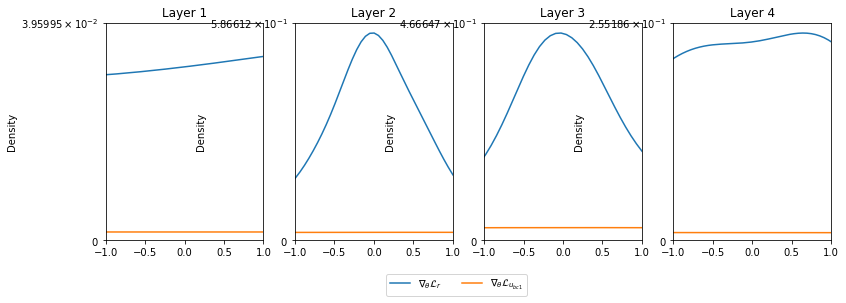 Layer 1
Layer 2
Layer 3
Layer 4
3.95995 × 10⁻²
5.86612 × 10⁻¹
4.66647 × 10⁻¹
2.55186 × 10⁻¹
Density
Density
Density
Density
0
0
0
0
−1.0 −0.5 0.0 0.5 1.0
−1.0 −0.5 0.0 0.5 1.0
−1.0 −0.5 0.0 0.5 1.0
−1.0 −0.5 0.0 0.5 1.0
∇θℒr
∇θℒu_bc1